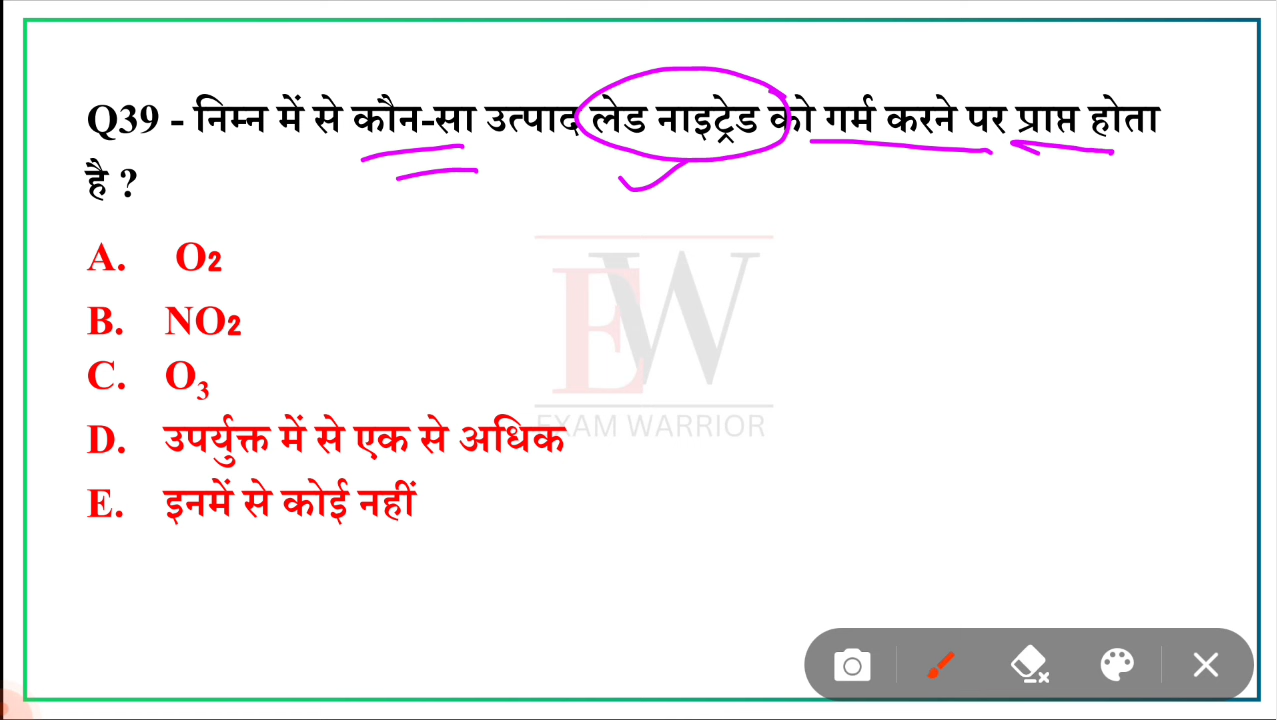 Q39 - निम्न में से कौन-सा उत्पाद लेड नाइट्रेड को गर्म करने पर प्राप्त होता
है ?
A. O₂
B. NO₂
C. O₃
D. उपर्युक्त में से एक से अधिक
E. इनमें से कोई नहीं
EW
EXAM WARRIOR